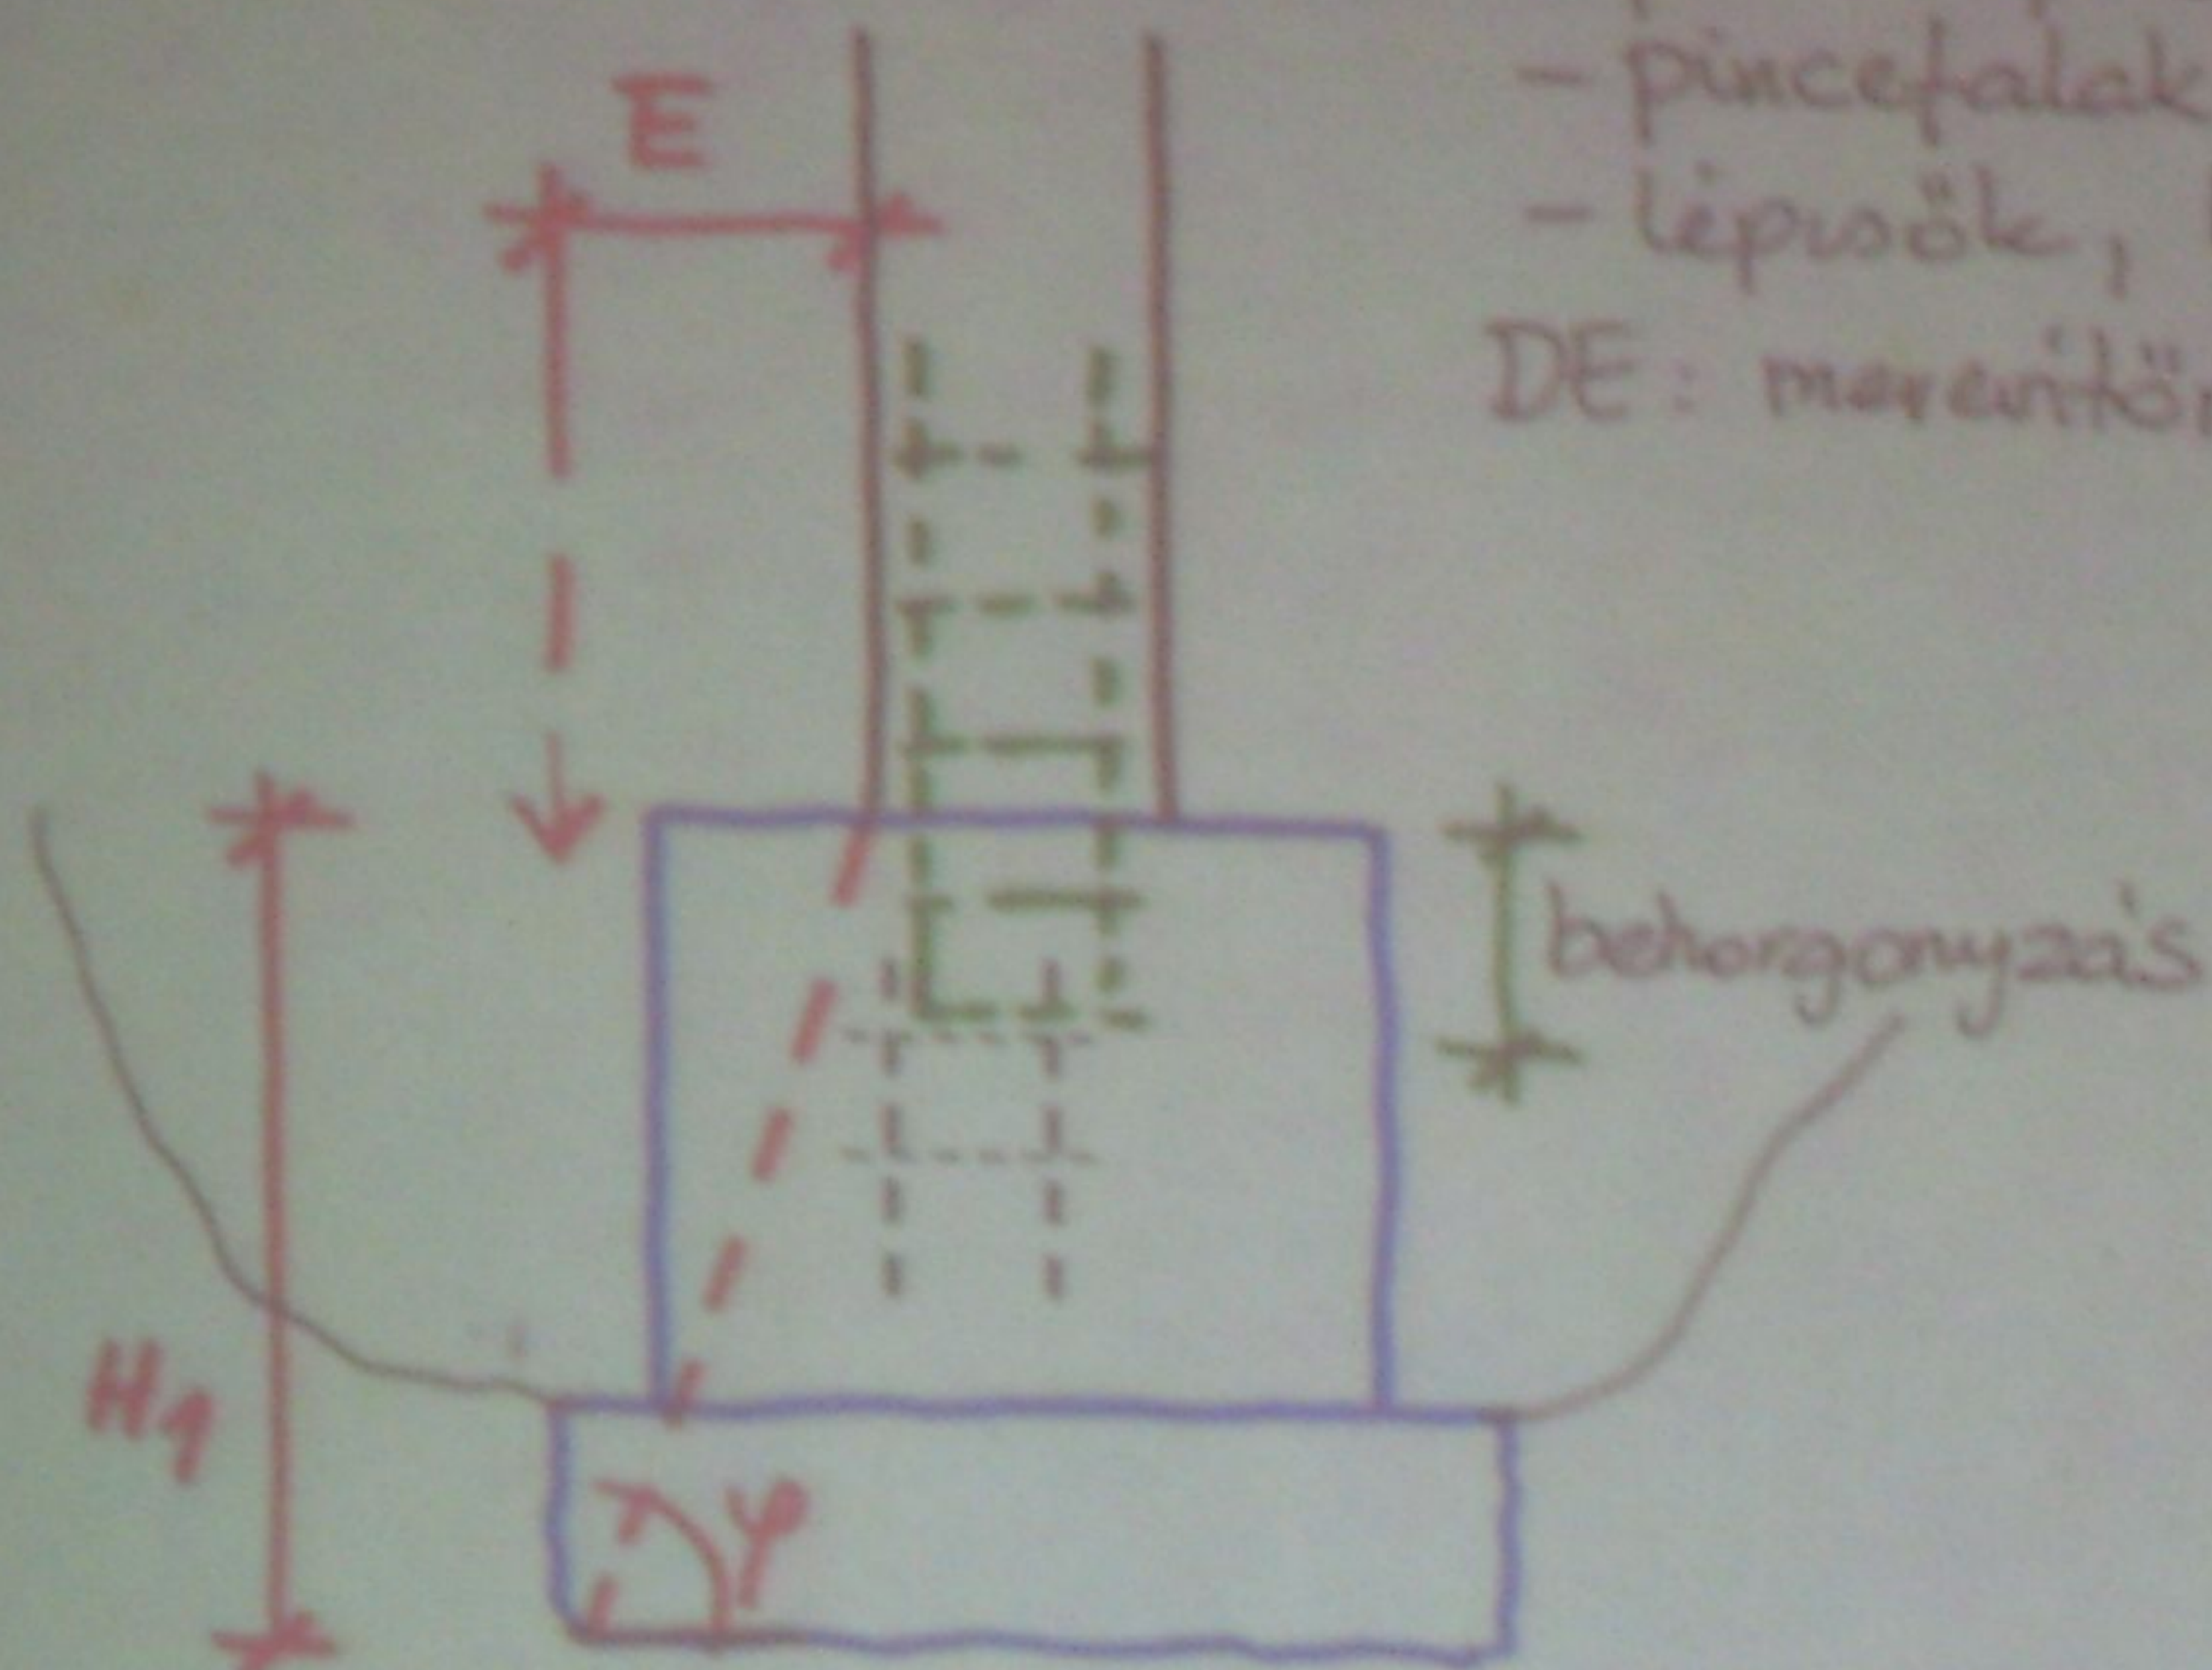 E
- pincefalak
- lépcsők,
DE: merevítő
behorgonyzás
H1
φ